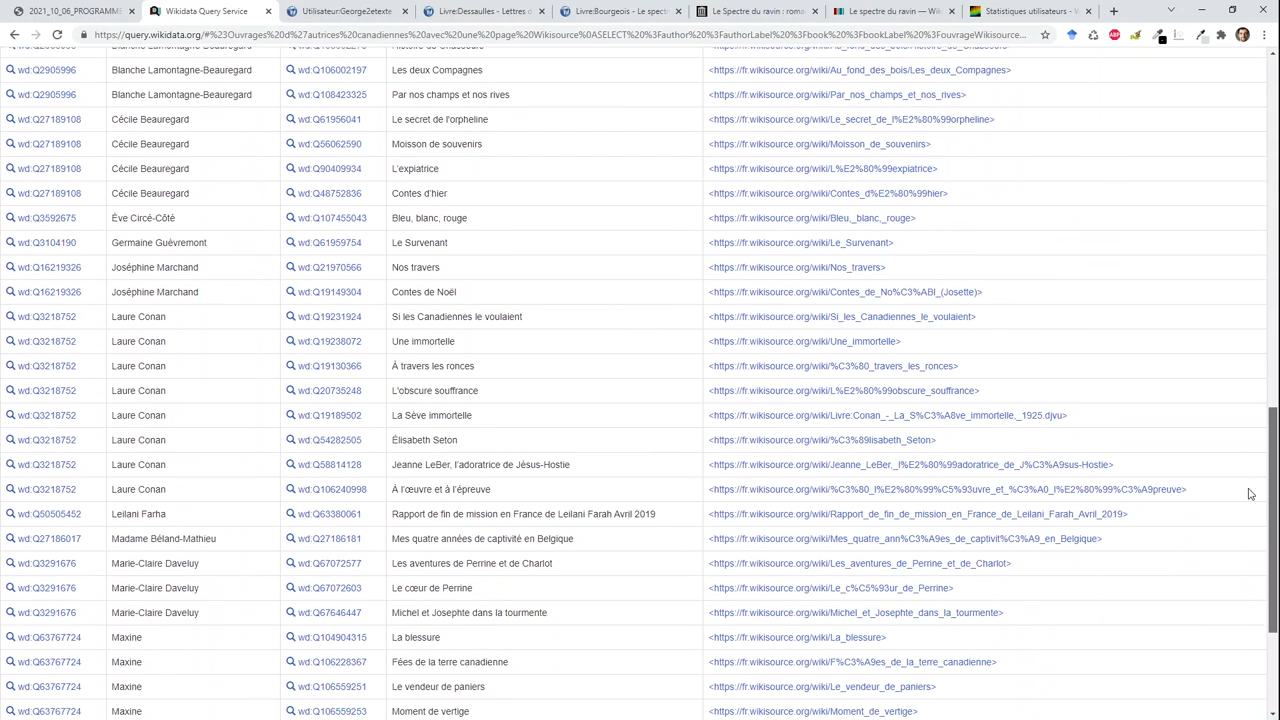 2021_10_06_PROGRAMME
Wikidata Query Service
Utilisateur:George2etexte
Livre:Dessaulles - Lettres d
Livre:Bourgeois - Le spectr
Le Spectre du ravin : roma
Le spectre du ravin — Wiki
Statistiques utilisateurs -
https://query.wikidata.org/#%23Ouvrages%20d%27autrices%20canadiennes%20avec%20une%20page%20Wikisource%0ASELECT%20%3Fauthor%20%3FauthorLabel%20%3Fbook%20%3FbookLabel%20%3FouvrageWikisource...
wd:Q2905996 Blanche Lamontagne-Beauregard wd:Q106002197 Les deux Compagnes <https://fr.wikisource.org/wiki/Au_fond_des_bois/Les_deux_Compagnes>
wd:Q2905996 Blanche Lamontagne-Beauregard wd:Q108423325 Par nos champs et nos rives <https://fr.wikisource.org/wiki/Par_nos_champs_et_nos_rives>
wd:Q27189108 Cécile Beauregard wd:Q61956041 Le secret de l'orpheline <https://fr.wikisource.org/wiki/Le_secret_de_l%E2%80%99orpheline>
wd:Q27189108 Cécile Beauregard wd:Q56062590 Moisson de souvenirs <https://fr.wikisource.org/wiki/Moisson_de_souvenirs>
wd:Q27189108 Cécile Beauregard wd:Q90409934 L'expiatrice <https://fr.wikisource.org/wiki/L%E2%80%99expiatrice>
wd:Q27189108 Cécile Beauregard wd:Q48752836 Contes d'hier <https://fr.wikisource.org/wiki/Contes_d%E2%80%99hier>
wd:Q3592675 Ève Circé-Côté wd:Q107455043 Bleu, blanc, rouge <https://fr.wikisource.org/wiki/Bleu,_blanc,_rouge>
wd:Q3104190 Germaine Guèvremont wd:Q61959754 Le Survenant <https://fr.wikisource.org/wiki/Le_Survenant>
wd:Q16219326 Joséphine Marchand wd:Q21970566 Nos travers <https://fr.wikisource.org/wiki/Nos_travers>
wd:Q16219326 Joséphine Marchand wd:Q19149304 Contes de Noël <https://fr.wikisource.org/wiki/Contes_de_No%C3%ABl_(Josette)>
wd:Q3218752 Laure Conan wd:Q19231924 Si les Canadiennes le voulaient <https://fr.wikisource.org/wiki/Si_les_Canadiennes_le_voulaient>
wd:Q3218752 Laure Conan wd:Q19238072 Une immortelle <https://fr.wikisource.org/wiki/Une_immortelle>
wd:Q3218752 Laure Conan wd:Q19130366 À travers les ronces <https://fr.wikisource.org/wiki/%C3%80_travers_les_ronces>
wd:Q3218752 Laure Conan wd:Q20735248 L'obscure souffrance <https://fr.wikisource.org/wiki/L%E2%80%99obscure_souffrance>
wd:Q3218752 Laure Conan wd:Q19189502 La Sève immortelle <https://fr.wikisource.org/wiki/Livre:Conan_-_La_S%C3%A8ve_immortelle,_1925.djvu>
wd:Q3218752 Laure Conan wd:Q54282505 Élisabeth Seton <https://fr.wikisource.org/wiki/%C3%89lisabeth_Seton>
wd:Q3218752 Laure Conan wd:Q58814128 Jeanne LeBer, l'adoratrice de Jésus-Hostie <https://fr.wikisource.org/wiki/Jeanne_LeBer,_l%E2%80%99adoratrice_de_J%C3%A9sus-Hostie>
wd:Q3218752 Laure Conan wd:Q106240998 À l'œuvre et à l'épreuve <https://fr.wikisource.org/wiki/%C3%80_l%E2%80%99%C5%93uvre_et_%C3%A0_l%E2%80%99%C3%A9preuve>
wd:Q50505452 Leilani Farha wd:Q63380061 Rapport de fin de mission en France de Leilani Farah Avril 2019 <https://fr.wikisource.org/wiki/Rapport_de_fin_de_mission_en_France_de_Leilani_Farah_Avril_2019>
wd:Q27186017 Madame Béland-Mathieu wd:Q27186181 Mes quatre années de captivité en Belgique <https://fr.wikisource.org/wiki/Mes_quatre_ann%C3%A9es_de_captivit%C3%A9_en_Belgique>
wd:Q3291676 Marie-Claire Daveluy wd:Q67072577 Les aventures de Perrine et de Charlot <https://fr.wikisource.org/wiki/Les_aventures_de_Perrine_et_de_Charlot>
wd:Q3291676 Marie-Claire Daveluy wd:Q67072603 Le cœur de Perrine <https://fr.wikisource.org/wiki/Le_c%C5%93ur_de_Perrine>
wd:Q3291676 Marie-Claire Daveluy wd:Q67646447 Michel et Josephte dans la tourmente <https://fr.wikisource.org/wiki/Michel_et_Josephte_dans_la_tourmente>
wd:Q63767724 Maxine wd:Q104904315 La blessure <https://fr.wikisource.org/wiki/La_blessure>
wd:Q63767724 Maxine wd:Q106228367 Fées de la terre canadienne <https://fr.wikisource.org/wiki/F%C3%A9es_de_la_terre_canadienne>
wd:Q63767724 Maxine wd:Q106559251 Le vendeur de paniers <https://fr.wikisource.org/wiki/Le_vendeur_de_paniers>
wd:Q63767724 Maxine wd:Q106559253 Moment de vertige <https://fr.wikisource.org/wiki/Moment_de_vertige>